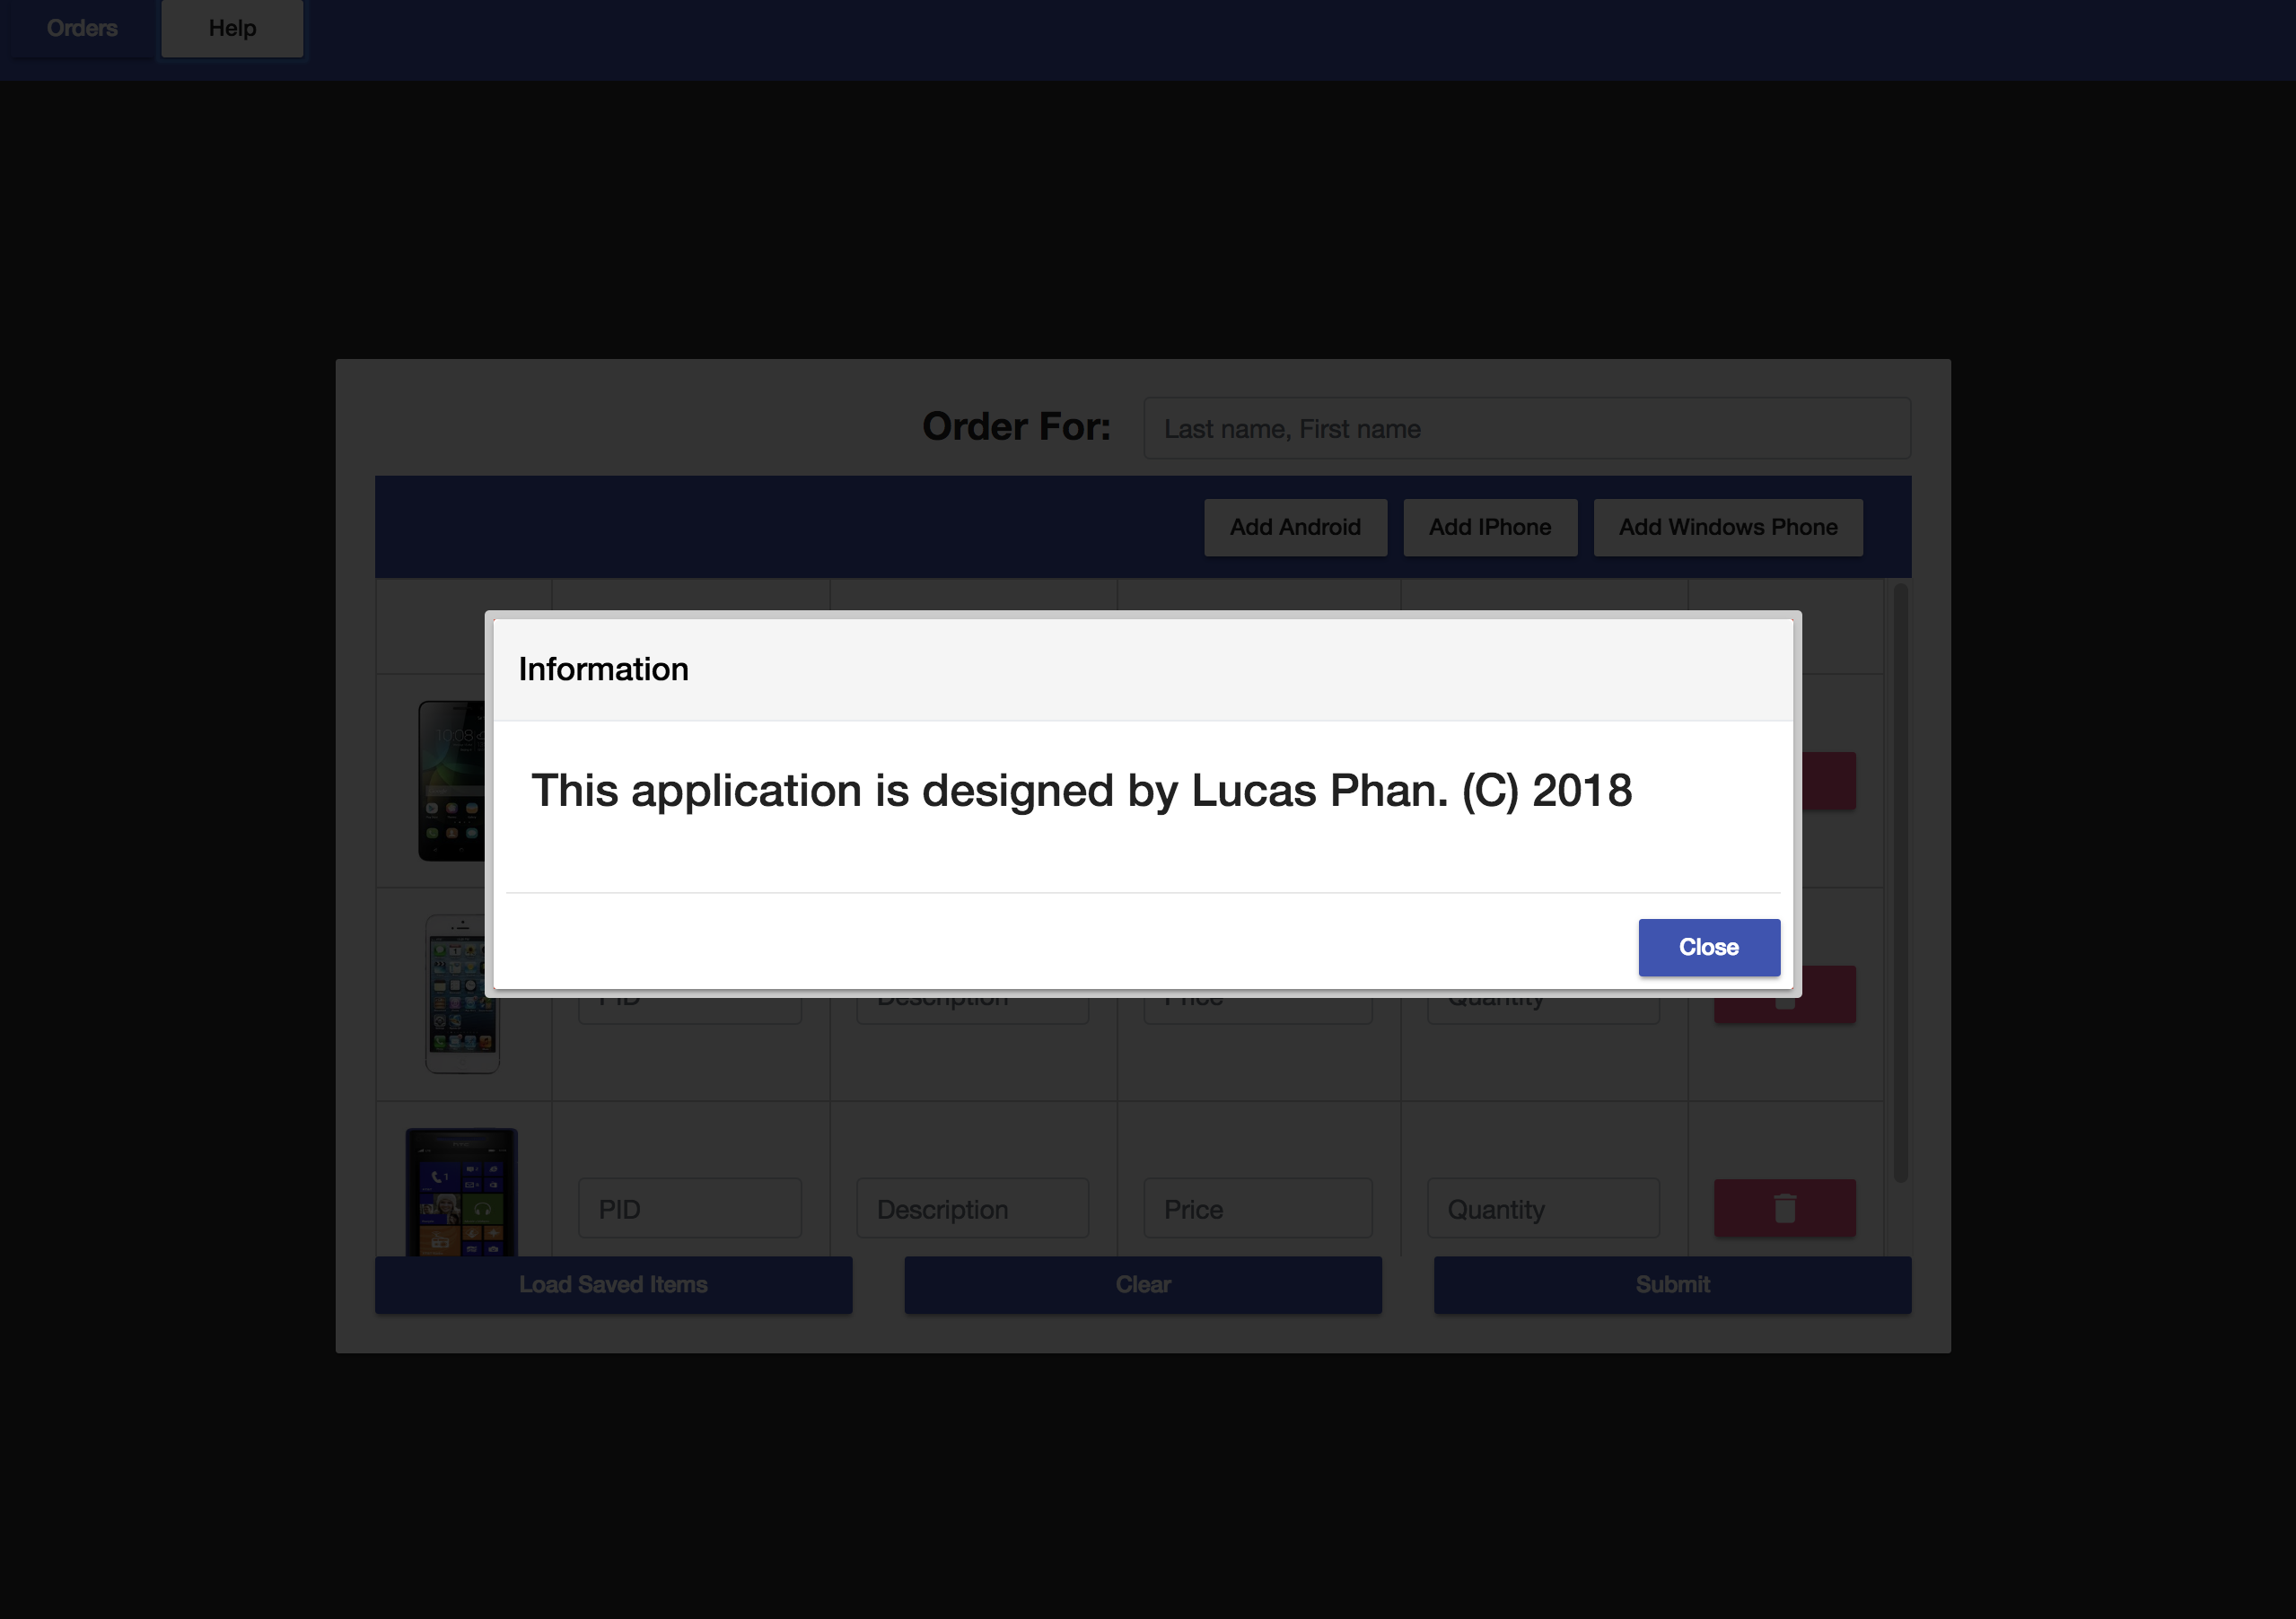 Orders Help
Order For: Last name, First name
Add Android Add IPhone Add Windows Phone
Information
10:08
This application is designed by Lucas Phan. (C) 2018
Close
PID Description Price Quantity
PID Description Price Quantity
Load Saved Items Clear Submit